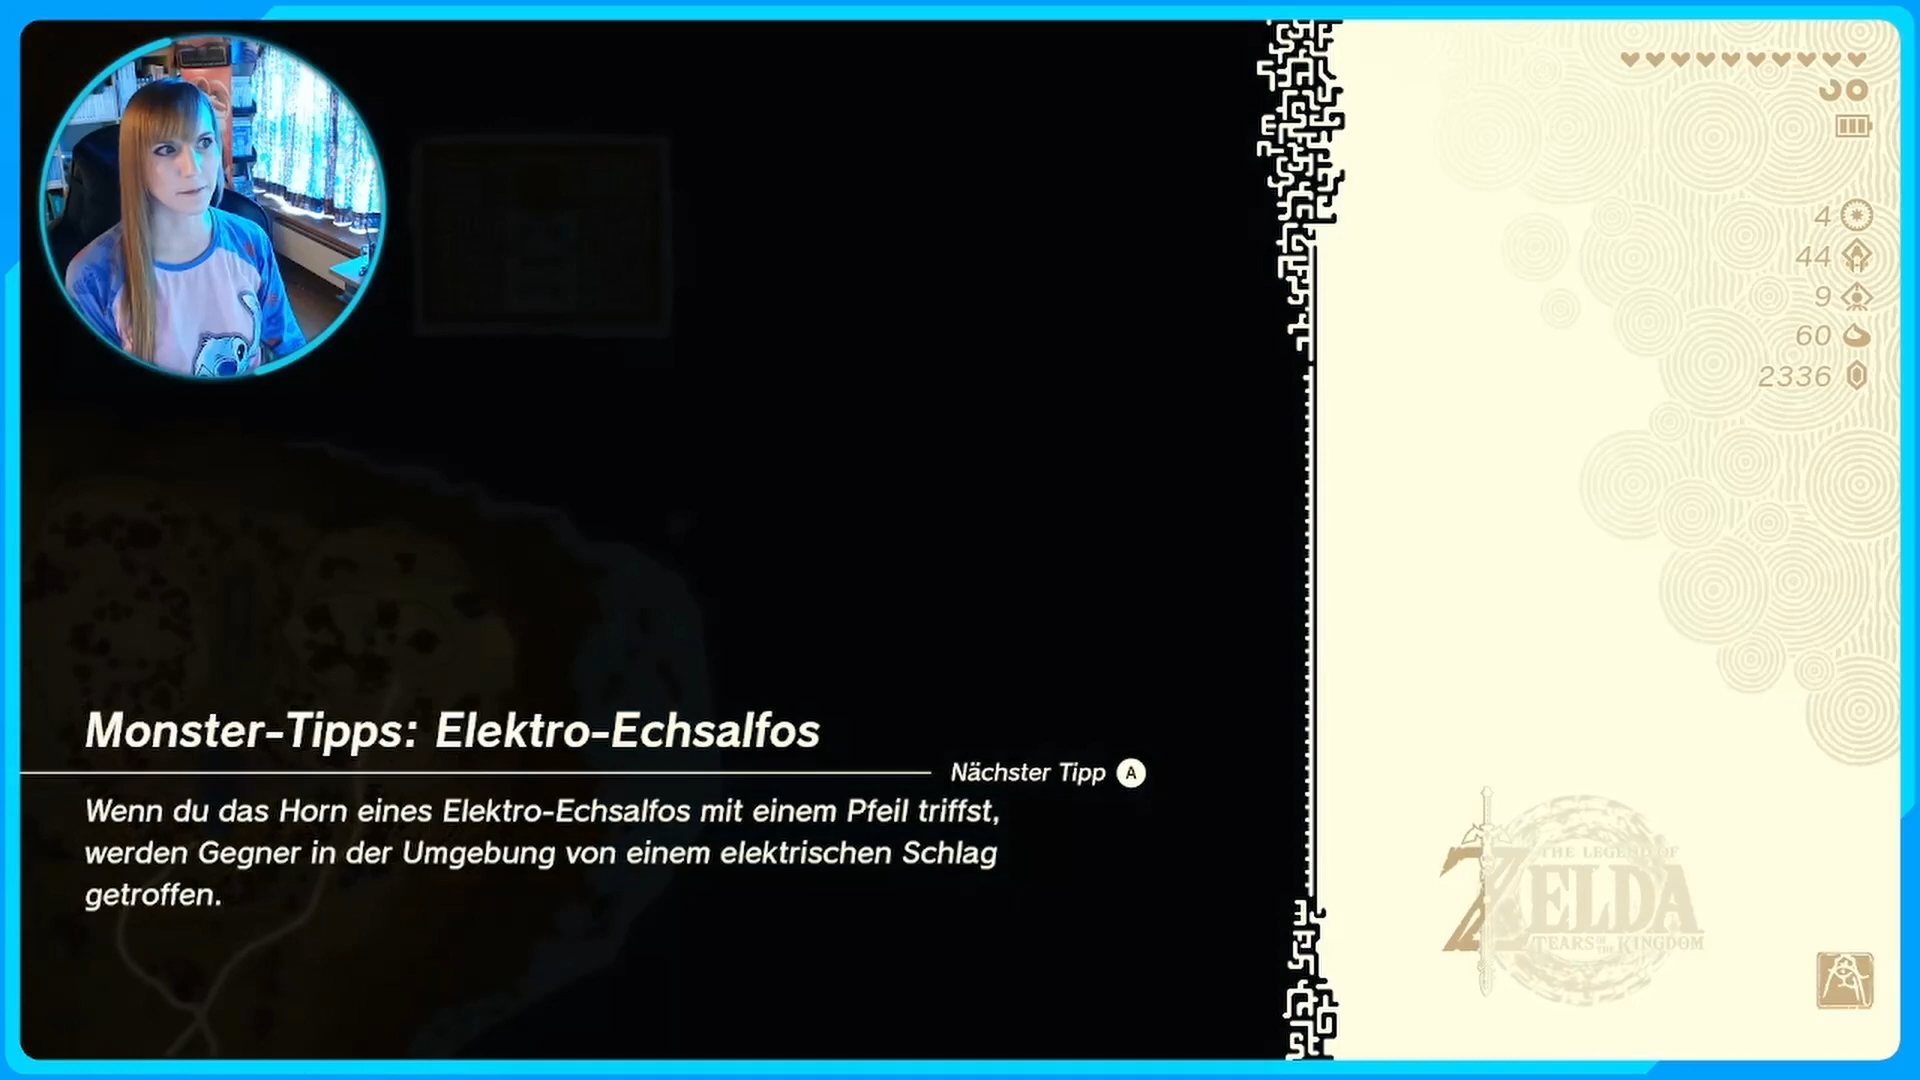 4
44
9
60
2336
Monster-Tipps: Elektro-Echsalfos
Nächster Tipp A
Wenn du das Horn eines Elektro-Echsalfos mit einem Pfeil triffst,
werden Gegner in der Umgebung von einem elektrischen Schlag
getroffen.
THE LEGEND OF
ZELDA
TEARS OF THE KINGDOM